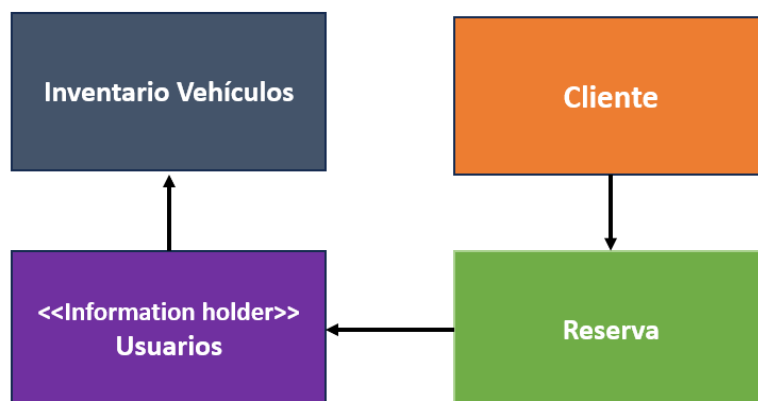 Inventario Vehículos
Cliente
<<Information holder>>
Usuarios
Reserva